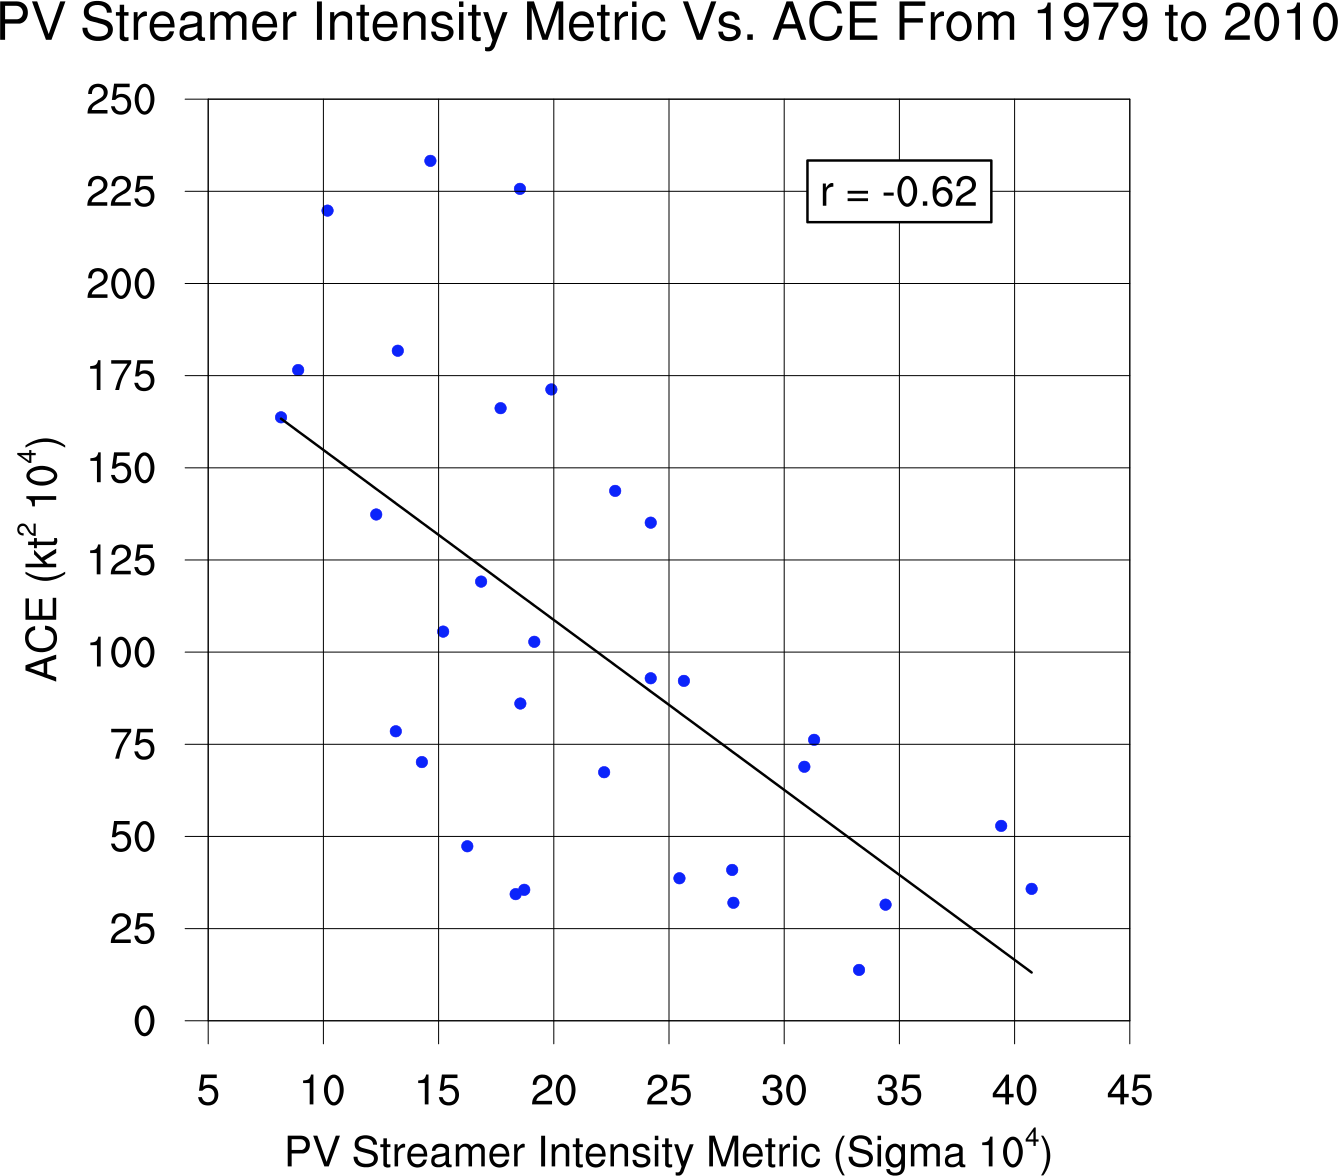 PV Streamer Intensity Metric Vs. ACE From 1979 to 2010
250
225
200
175
150
125
100
75
50
25
0
r = -0.62
ACE (kt² 10⁴)
5 10 15 20 25 30 35 40 45
PV Streamer Intensity Metric (Sigma 10⁴)